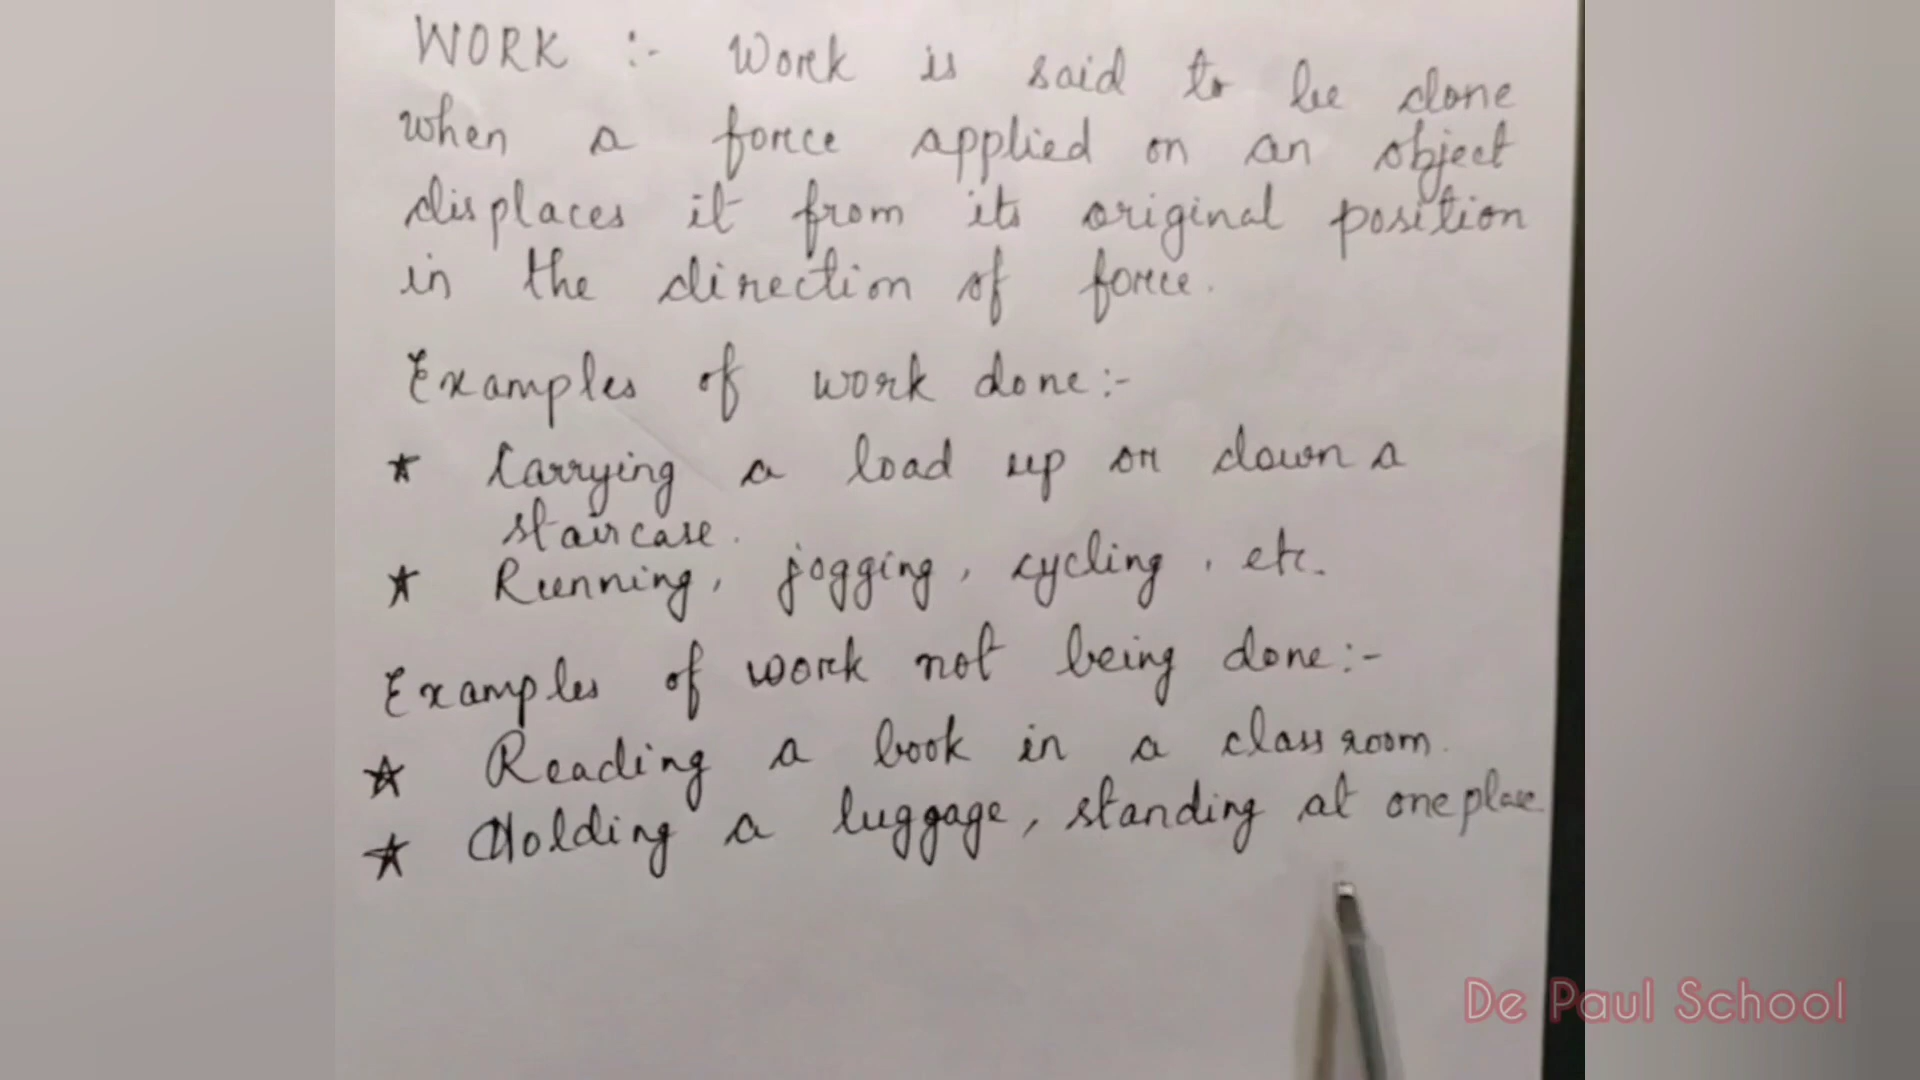 WORK :- Work is said to be done
when a force applied on an object
displaces it from its original position
in the direction of force.
Examples of work done:-
★ Carrying a load up or down a
staircase.
★ Running, jogging, cycling, etc.
Examples of work not being done:-
★ Reading a book in a classroom.
★ Holding a luggage, standing at one place
De Paul School